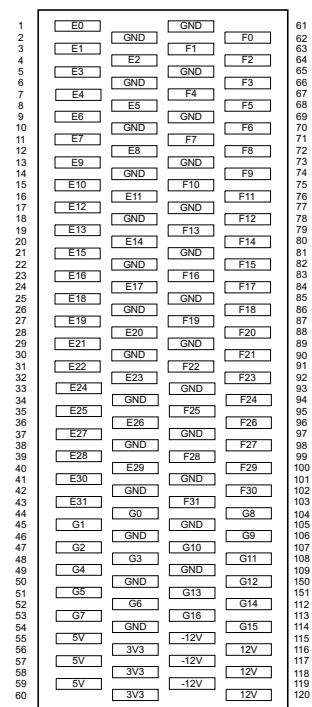 1 E0 GND 61
2 GND F0 62
3 E1 F1 63
4 E2 F2 64
5 E3 GND 65
6 GND F3 66
7 E4 F4 67
8 E5 F5 68
9 E6 GND 69
10 GND F6 70
11 E7 F7 71
12 E8 F8 72
13 E9 GND 73
14 GND F9 74
15 E10 F10 75
16 E11 F11 76
17 E12 GND 77
18 GND F12 78
19 E13 F13 79
20 E14 F14 80
21 E15 GND 81
22 GND F15 82
23 E16 F16 83
24 E17 F17 84
25 E18 GND 85
26 GND F18 86
27 E19 F19 87
28 E20 F20 88
29 E21 GND 89
30 GND F21 90
31 E22 F22 91
32 E23 F23 92
33 E24 GND 93
34 GND F24 94
35 E25 F25 95
36 E26 F26 96
37 E27 GND 97
38 GND F27 98
39 E28 F28 99
40 E29 F29 100
41 E30 GND 101
42 GND F30 102
43 E31 F31 103
44 G0 G8 104
45 G1 GND 105
46 GND G9 106
47 G2 G10 107
48 G3 G11 108
49 G4 GND 109
50 GND G12 150
51 G5 G13 151
52 G6 G14 112
53 G7 G16 113
54 GND G15 114
55 5V -12V 115
56 3V3 12V 116
57 5V -12V 117
58 3V3 12V 118
59 5V -12V 119
60 3V3 12V 120